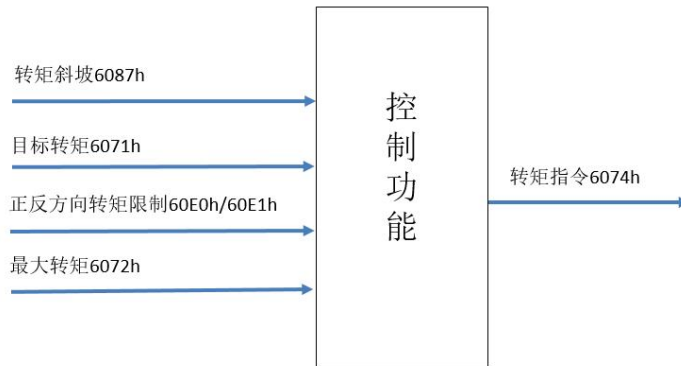 转矩斜坡6087h
目标转矩6071h
正反方向转矩限制60E0h/60E1h
最大转矩6072h
控
制
功
能
转矩指令6074h